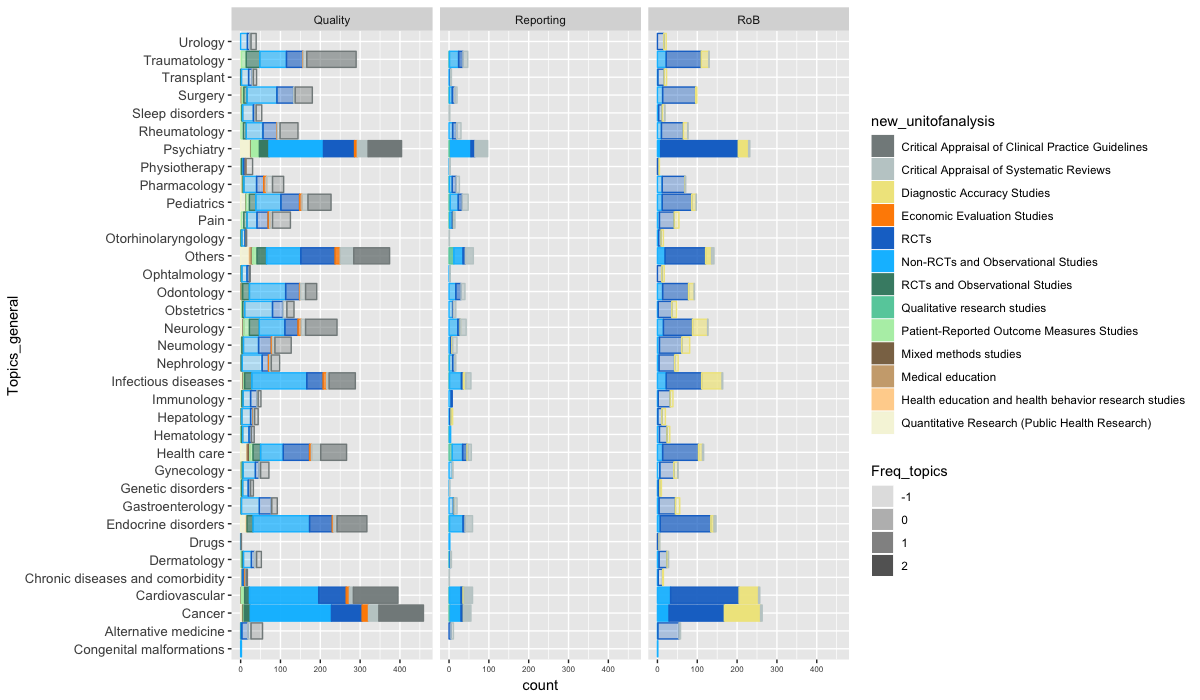 Quality Reporting RoB
Topics_general
Urology
Traumatology
Transplant
Surgery
Sleep disorders
Rheumatology
Psychiatry
Physiotherapy
Pharmacology
Pediatrics
Pain
Otorhinolaryngology
Others
Ophtalmology
Odontology
Obstetrics
Neurology
Neumology
Nephrology
Infectious diseases
Immunology
Hepatology
Hematology
Health care
Gynecology
Genetic disorders
Gastroenterology
Endocrine disorders
Drugs
Dermatology
Chronic diseases and comorbidity
Cardiovascular
Cancer
Alternative medicine
Congenital malformations
0 100 200 300 400 0 100 200 300 400 0 100 200 300 400
count
new_unitofanalysis
Critical Appraisal of Clinical Practice Guidelines
Critical Appraisal of Systematic Reviews
Diagnostic Accuracy Studies
Economic Evaluation Studies
RCTs
Non-RCTs and Observational Studies
RCTs and Observational Studies
Qualitative research studies
Patient-Reported Outcome Measures Studies
Mixed methods studies
Medical education
Health education and health behavior research studies
Quantitative Research (Public Health Research)
Freq_topics
-1
0
1
2